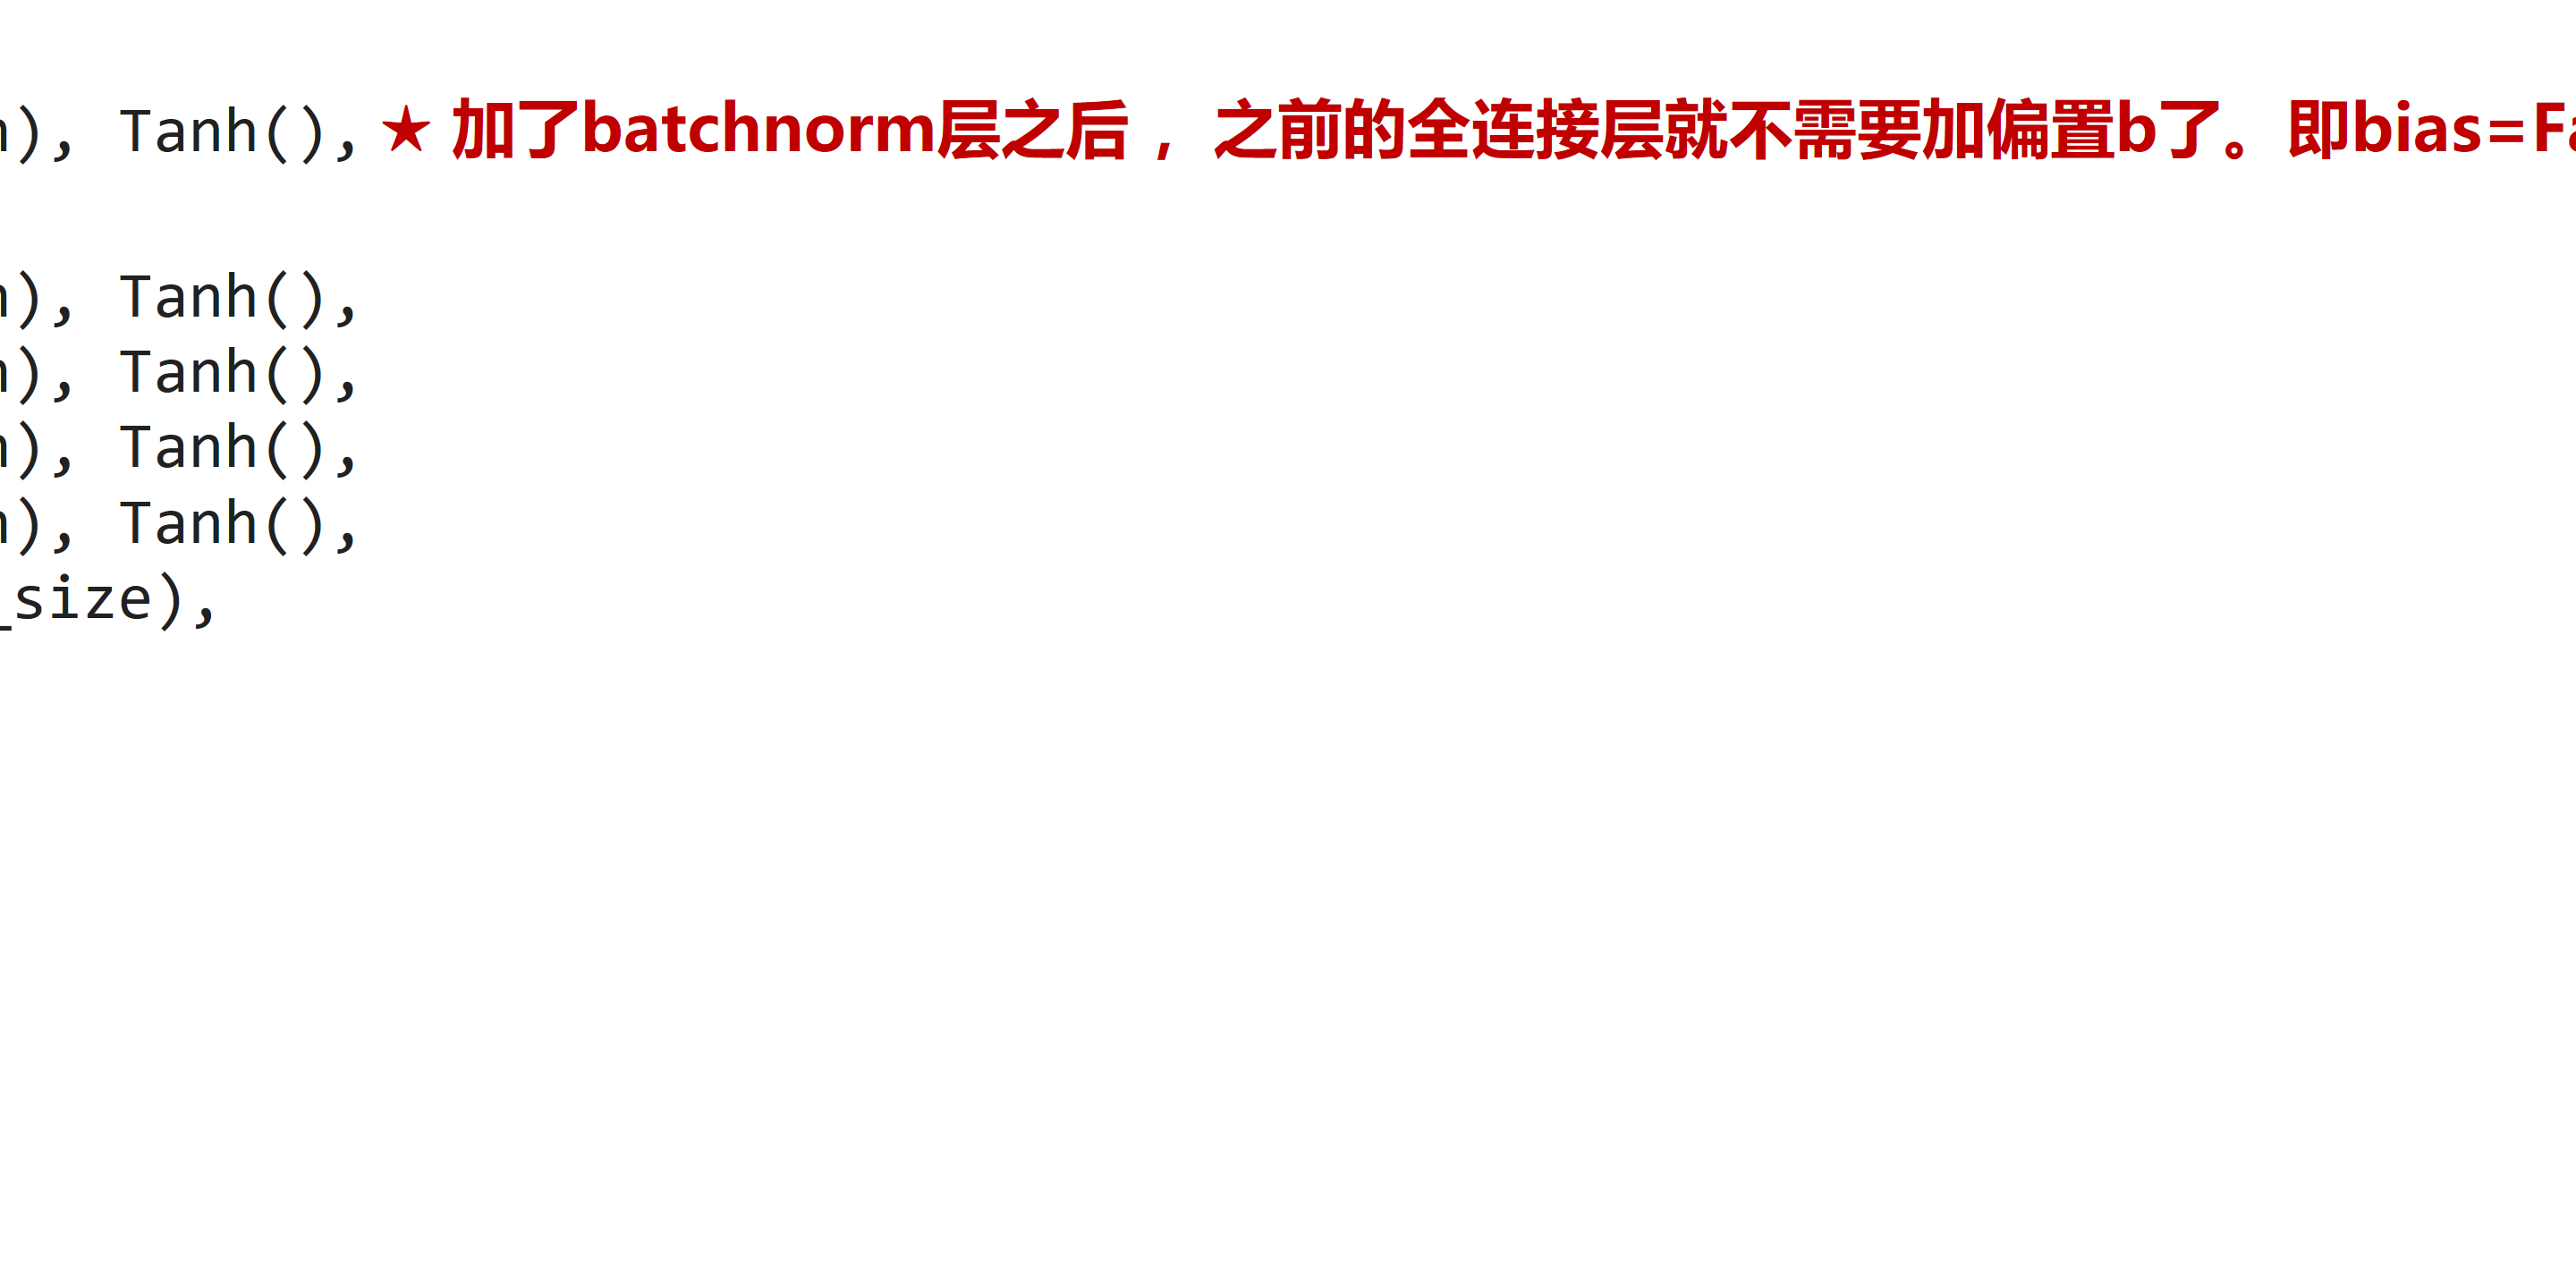 ), Tanh(), ★ 加了batchnorm层之后， 之前的全连接层就不需要加偏置b了。即bias=F
), Tanh(),
), Tanh(),
), Tanh(),
), Tanh(),
_size),